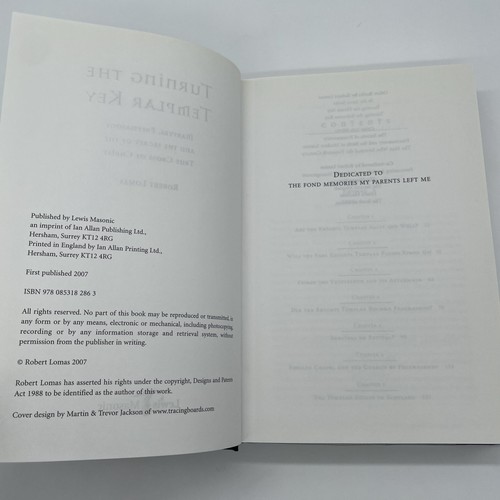 Published by Lewis Masonic
an imprint of Ian Allan Publishing Ltd.,
Hersham, Surrey KT12 4RG
Printed in England by Ian Allan Printing Ltd.,
Hersham, Surrey KT12 4RG
First published 2007
ISBN 978 085318 286 3
All rights reserved. No part of this book may be reproduced or transmitted, in
any form or by any means, electronic or mechanical, including photocopying,
recording or by any information storage and retrieval system, without
permission from the publisher in writing.
© Robert Lomas 2007
Robert Lomas has asserted his rights under the copyright, Designs and Patents
Act 1988 to be identified as the author of this work.
Cover design by Martin & Trevor Jackson of www.tracingboards.com
DEDICATED TO
THE FOND MEMORIES MY PARENTS LEFT ME